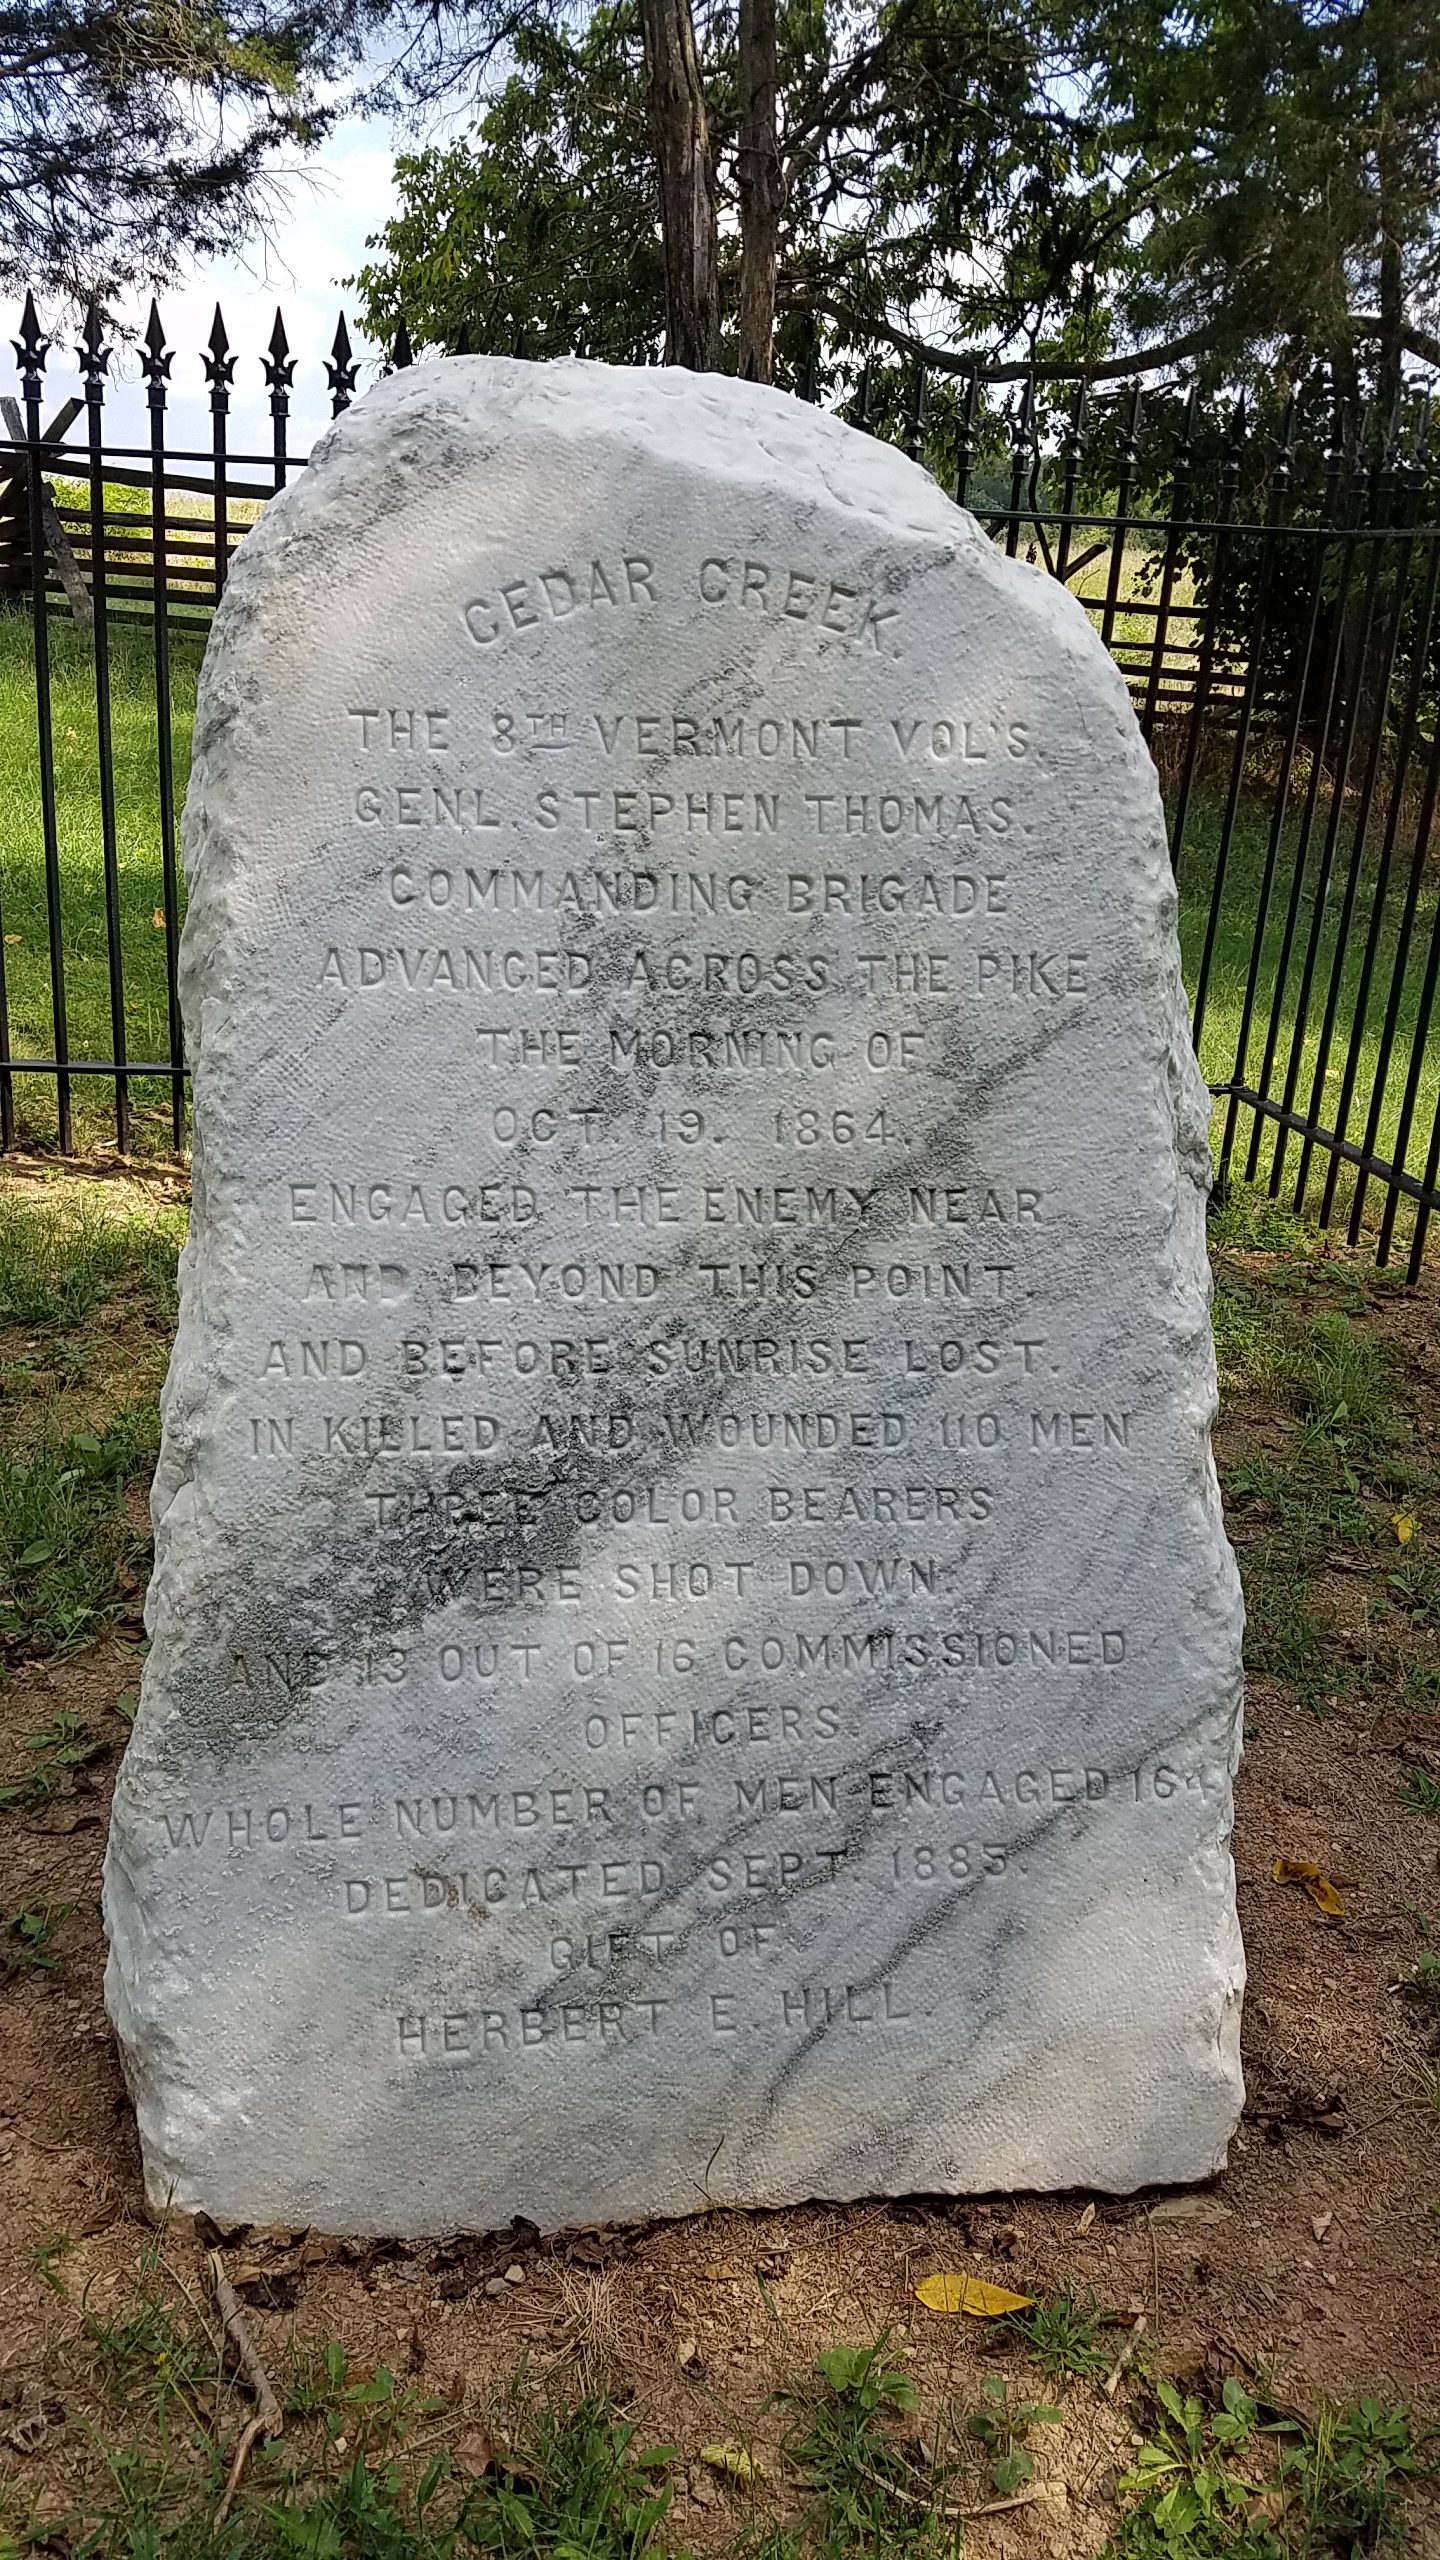 CEDAR CREEK.
THE 8TH VERMONT VOL'S.
GENL. STEPHEN THOMAS.
COMMANDING BRIGADE
ADVANCED ACROSS THE PIKE
THE MORNING OF
OCT. 19. 1864.
ENGAGED THE ENEMY NEAR
AND BEYOND THIS POINT.
AND BEFORE SUNRISE LOST.
IN KILLED AND WOUNDED 110 MEN
THREE COLOR BEARERS
WERE SHOT DOWN.
AND 13 OUT OF 16 COMMISSIONED
OFFICERS.
WHOLE NUMBER OF MEN ENGAGED 164
DEDICATED SEPT. 1885.
GIFT OF
HERBERT E. HILL.